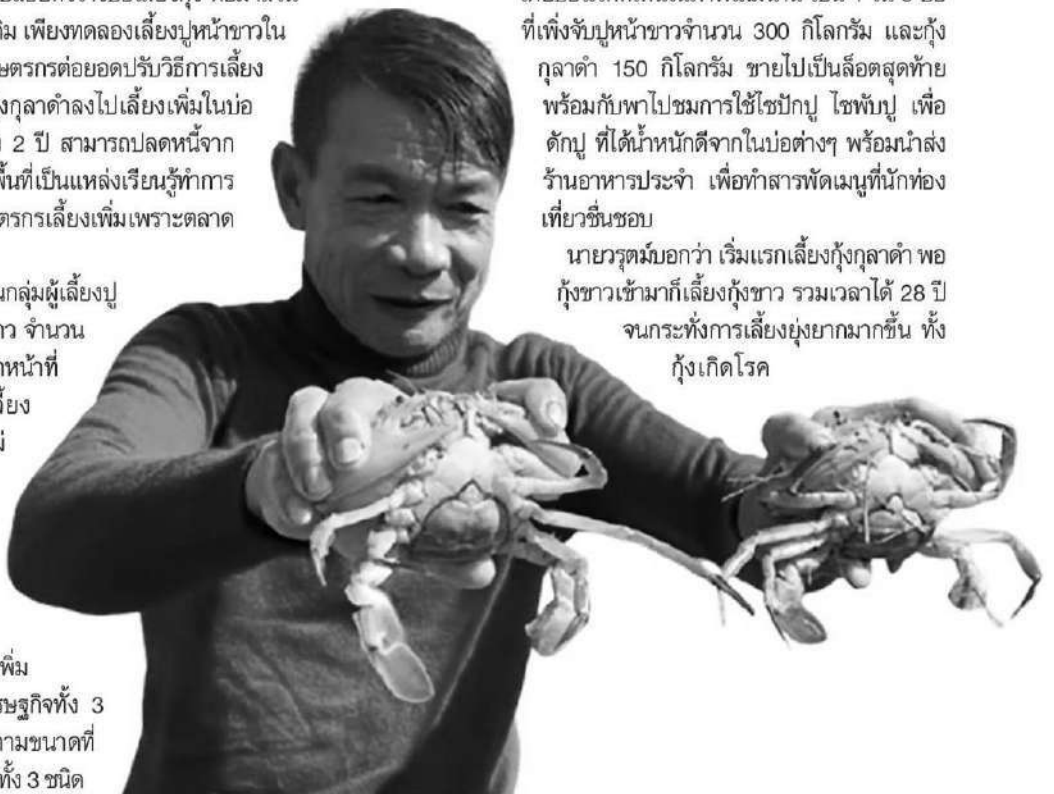 ดิม เพียงทดลองเลี้ยงปูหน้าขาวใน
ษตรกรต่อยอดปรับวิธีการเลี้ยง
งกุลาดำลงไปเลี้ยงเพิ่มในบ่อ
2 ปี สามารถปลดหนี้จาก
พื้นที่เป็นแหล่งเรียนรู้ทำการ
ตรกรเลี้ยงเพิ่มเพราะตลาด
นกลุ่มผู้เลี้ยงปู
าว จำนวน
าหน้าที่
ลี้ยง
ม่
พิ่ม
รษฐกิจทั้ง 3
ามขนาดที่
ทั้ง 3 ชนิด
ที่เพิ่งจับปูหน้าขาวจำนวน 300 กิโลกรัม และกุ้ง
กุลาดำ 150 กิโลกรัม ขายไปเป็นล็อตสุดท้าย
พร้อมกับพาไปชมการใช้ไซปักปู ไซพับปู เพื่อ
ดักปู ที่ได้น้ำหนักดีจากในบ่อต่างๆ พร้อมนำส่ง
ร้านอาหารประจำ เพื่อทำสารพัดเมนูที่นักท่อง
เที่ยวชื่นชอบ
นายวรุตม์บอกว่า เริ่มแรกเลี้ยงกุ้งกุลาดำ พอ
กุ้งขาวเข้ามาก็เลี้ยงกุ้งขาว รวมเวลาได้ 28 ปี
จนกระทั่งการเลี้ยงยุ่งยากมากขึ้น ทั้ง
กุ้งเกิดโรค